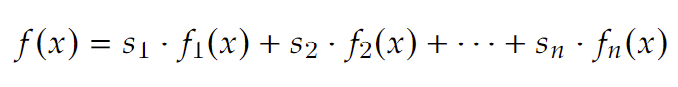 f(x) = s₁ · f₁(x) + s₂ · f₂(x) + ··· + sₙ · fₙ(x)